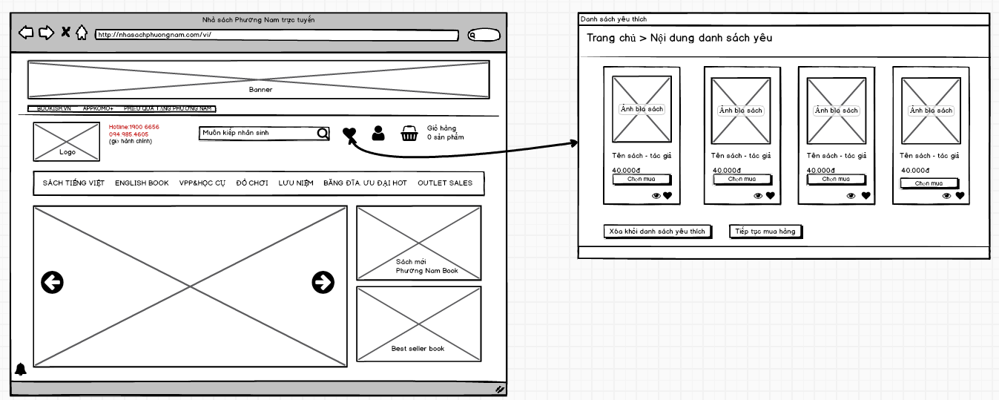 Nhà sách Phương Nam trực tuyến
http://nhasachphuongnam.com/vi/
Banner
BOOKISH.VN APPKOMO+ PHIẾU QUÀ TẶNG PHƯƠNG NAM
Logo
Hotline:1900 6656
094.985.4605
(giờ hành chính)
Muôn kiếp nhân sinh
Giỏ hàng
0 sản phẩm
SÁCH TIẾNG VIỆT ENGLISH BOOK VPP&HỌC CỤ ĐỒ CHƠI LƯU NIỆM BĂNG ĐĨA. ƯU ĐẠI HOT OUTLET SALES
Sách mới
Phương Nam Book
Best seller book
Danh sách yêu thích
Trang chủ > Nội dung danh sách yêu
Ảnh bìa sách Ảnh bìa sách Ảnh bìa sách Ảnh bìa sách
Tên sách - tác giả Tên sách - tác giả Tên sách - tác giả Tên sách - tác giả
40.000đ 40.000đ 40.000đ 40.000đ
Chọn mua Chọn mua Chọn mua Chọn mua
Xóa khỏi danh sách yêu thích Tiếp tục mua hàng